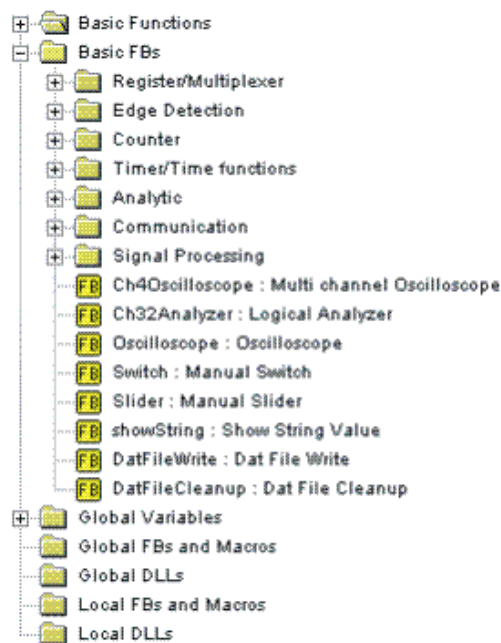 Basic Functions
Basic FBs
Register/Multiplexer
Edge Detection
Counter
Timer/Time functions
Analytic
Communication
Signal Processing
FB Ch4Oscilloscope : Multi channel Oscilloscope
FB Ch32Analyzer : Logical Analyzer
FB Oscilloscope : Oscilloscope
FB Switch : Manual Switch
FB Slider : Manual Slider
FB showString : Show String Value
FB DatFileWrite : Dat File Write
FB DatFileCleanup : Dat File Cleanup
Global Variables
Global FBs and Macros
Global DLLs
Local FBs and Macros
Local DLLs